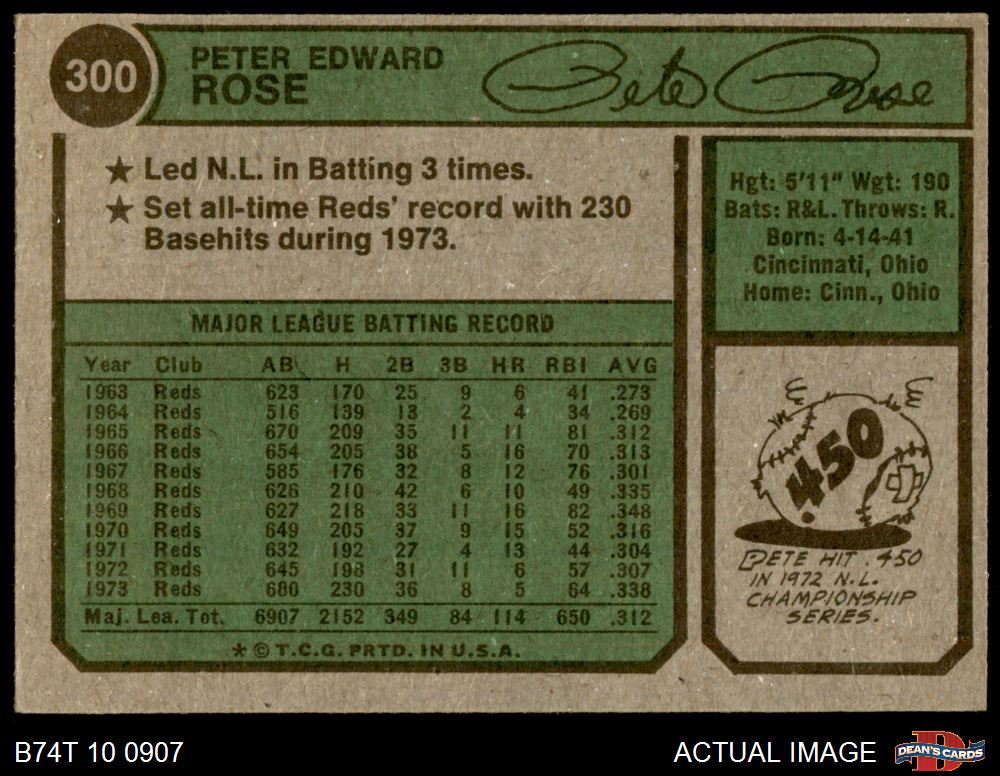 300
PETER EDWARD
ROSE
Pete Rose
★ Led N.L. in Batting 3 times.
★ Set all-time Reds' record with 230
Basehits during 1973.
Hgt: 5'11" Wgt: 190
Bats: R&L. Throws: R.
Born: 4-14-41
Cincinnati, Ohio
Home: Cinn., Ohio
MAJOR LEAGUE BATTING RECORD
Year Club AB H 2B 3B HR RBI AVG
1963 Reds 623 170 25 9 6 41 .273
1964 Reds 516 139 13 2 4 34 .269
1965 Reds 670 209 35 11 11 81 .312
1966 Reds 654 205 38 5 16 70 .313
1967 Reds 585 176 32 8 12 76 .301
1968 Reds 626 210 42 6 10 49 .335
1969 Reds 627 218 33 11 16 82 .348
1970 Reds 649 205 37 9 15 52 .316
1971 Reds 632 192 27 4 13 44 .304
1972 Reds 645 198 31 11 6 57 .307
1973 Reds 680 230 36 8 5 64 .338
Maj. Lea. Tot. 6907 2152 349 84 114 650 .312
* © T.C.G. PRTD. IN U.S.A.
.450
PETE HIT .450
IN 1972 N.L.
CHAMPIONSHIP
SERIES.
B74T 10 0907
ACTUAL IMAGE
D
DEAN'S CARDS